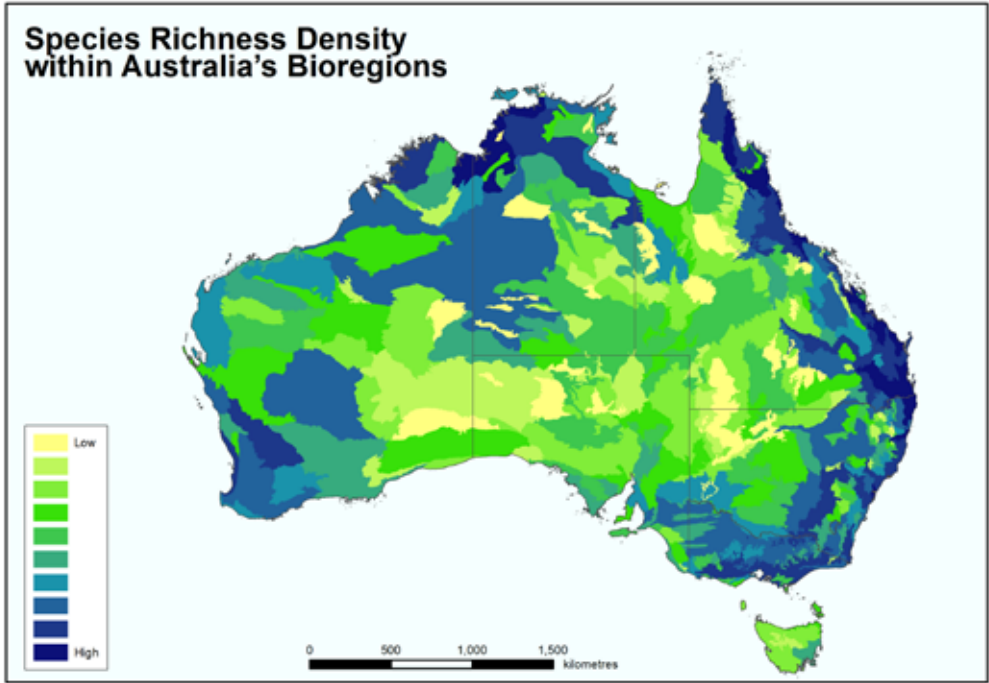 Species Richness Density
within Australia's Bioregions
Low
High
0 500 1,000 1,500
kilometres